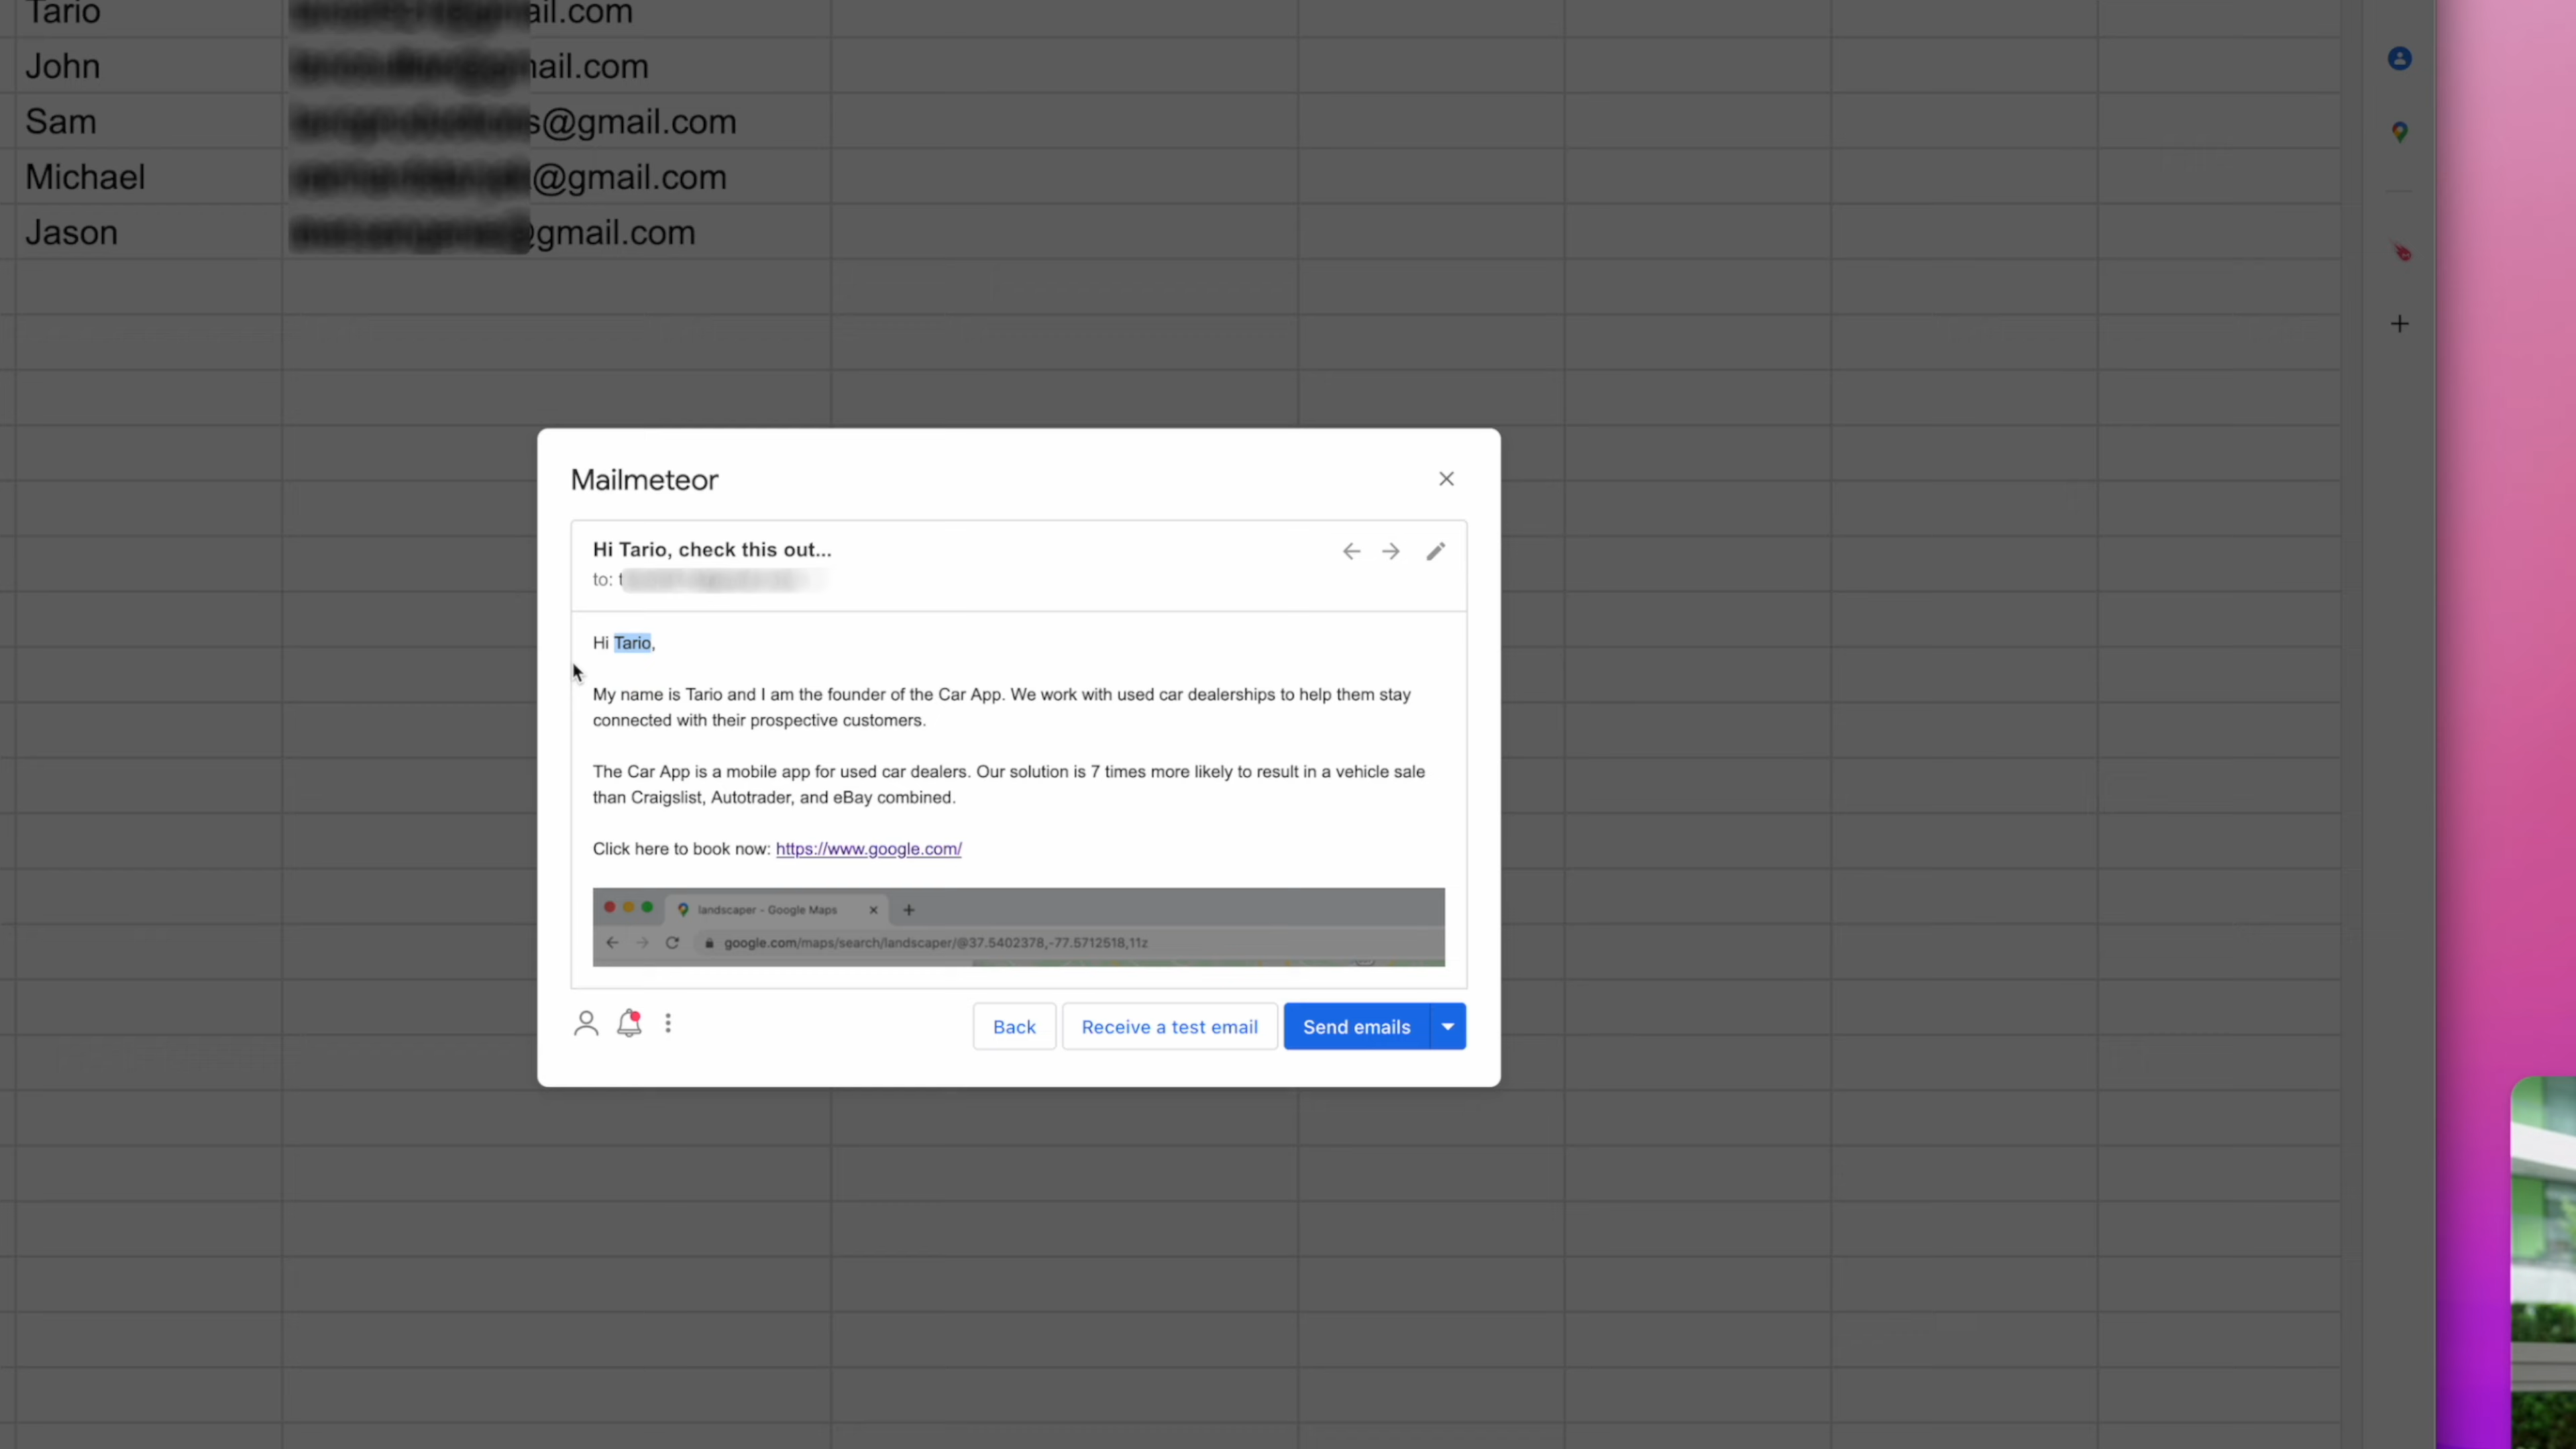 Tario ail.com
John ail.com
Sam s@gmail.com
Michael @gmail.com
Jason @gmail.com
Mailmeteor
Hi Tario, check this out...
to: t
Hi Tario,
My name is Tario and I am the founder of the Car App. We work with used car dealerships to help them stay
connected with their prospective customers.
The Car App is a mobile app for used car dealers. Our solution is 7 times more likely to result in a vehicle sale
than Craigslist, Autotrader, and eBay combined.
Click here to book now: https://www.google.com/
landscaper - Google Maps
google.com/maps/search/landscaper/@37.5402378,-77.5712518,11z
Back Receive a test email Send emails